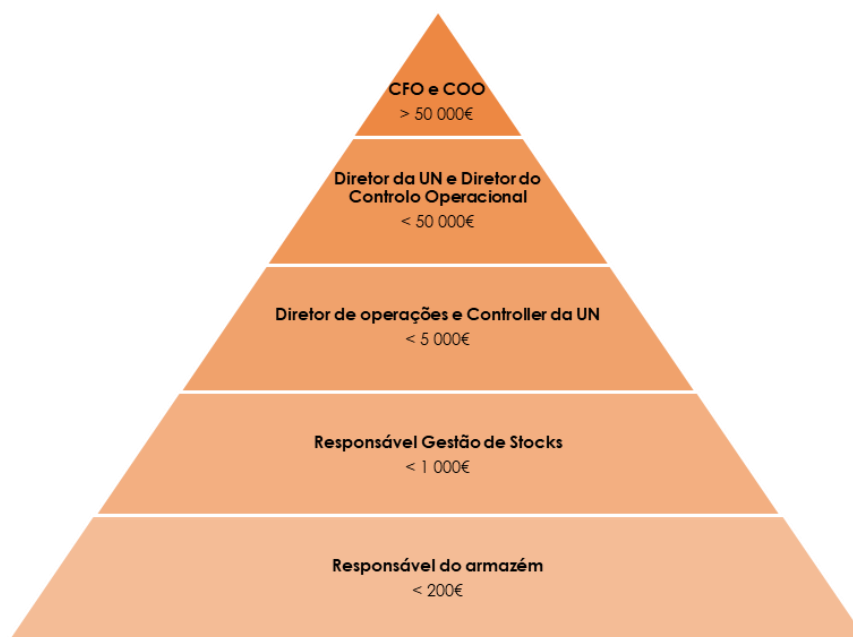 CFO e COO
> 50 000€
Diretor da UN e Diretor do
Controlo Operacional
< 50 000€
Diretor de operações e Controller da UN
< 5 000€
Responsável Gestão de Stocks
< 1 000€
Responsável do armazém
< 200€